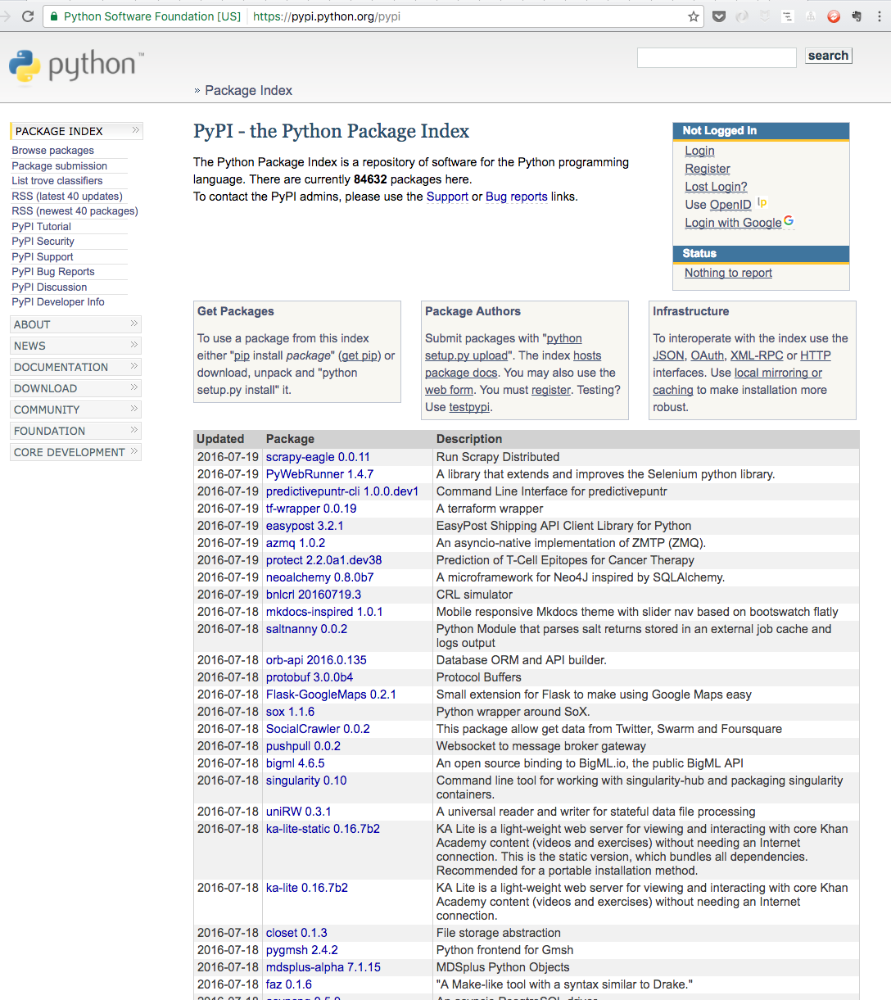 Python Software Foundation [US] https://pypi.python.org/pypi
python™
search
» Package Index
PACKAGE INDEX
Browse packages
Package submission
List trove classifiers
RSS (latest 40 updates)
RSS (newest 40 packages)
PyPI Tutorial
PyPI Security
PyPI Support
PyPI Bug Reports
PyPI Discussion
PyPI Developer Info
ABOUT
NEWS
DOCUMENTATION
DOWNLOAD
COMMUNITY
FOUNDATION
CORE DEVELOPMENT
PyPI - the Python Package Index
The Python Package Index is a repository of software for the Python programming
language. There are currently 84632 packages here.
To contact the PyPI admins, please use the Support or Bug reports links.
Not Logged In
Login
Register
Lost Login?
Use OpenID lp
Login with Google G
Status
Nothing to report
Get Packages
To use a package from this index
either "pip install package" (get pip) or
download, unpack and "python
setup.py install" it.
Package Authors
Submit packages with "python
setup.py upload". The index hosts
package docs. You may also use the
web form. You must register. Testing?
Use testpypi.
Infrastructure
To interoperate with the index use the
JSON, OAuth, XML-RPC or HTTP
interfaces. Use local mirroring or
caching to make installation more
robust.
Updated Package Description
2016-07-19 scrapy-eagle 0.0.11 Run Scrapy Distributed
2016-07-19 PyWebRunner 1.4.7 A library that extends and improves the Selenium python library.
2016-07-19 predictivepuntr-cli 1.0.0.dev1 Command Line Interface for predictivepuntr
2016-07-19 tf-wrapper 0.0.19 A terraform wrapper
2016-07-19 easypost 3.2.1 EasyPost Shipping API Client Library for Python
2016-07-19 azmq 1.0.2 An asyncio-native implementation of ZMTP (ZMQ).
2016-07-19 protect 2.2.0a1.dev38 Prediction of T-Cell Epitopes for Cancer Therapy
2016-07-19 neoalchemy 0.8.0b7 A microframework for Neo4J inspired by SQLAlchemy.
2016-07-19 bnlcrl 20160719.3 CRL simulator
2016-07-18 mkdocs-inspired 1.0.1 Mobile responsive Mkdocs theme with slider nav based on bootswatch flatly
2016-07-18 saltnanny 0.0.2 Python Module that parses salt returns stored in an external job cache and
logs output
2016-07-18 orb-api 2016.0.135 Database ORM and API builder.
2016-07-18 protobuf 3.0.0b4 Protocol Buffers
2016-07-18 Flask-GoogleMaps 0.2.1 Small extension for Flask to make using Google Maps easy
2016-07-18 sox 1.1.6 Python wrapper around SoX.
2016-07-18 SocialCrawler 0.0.2 This package allow get data from Twitter, Swarm and Foursquare
2016-07-18 pushpull 0.0.2 Websocket to message broker gateway
2016-07-18 bigml 4.6.5 An open source binding to BigML.io, the public BigML API
2016-07-18 singularity 0.10 Command line tool for working with singularity-hub and packaging singularity
containers.
2016-07-18 uniRW 0.3.1 A universal reader and writer for stateful data file processing
2016-07-18 ka-lite-static 0.16.7b2 KA Lite is a light-weight web server for viewing and interacting with core Khan
Academy content (videos and exercises) without needing an Internet
connection. This is the static version, which bundles all dependencies.
Recommended for a portable installation method.
2016-07-18 ka-lite 0.16.7b2 KA Lite is a light-weight web server for viewing and interacting with core Khan
Academy content (videos and exercises) without needing an Internet
connection.
2016-07-18 closet 0.1.3 File storage abstraction
2016-07-18 pygmsh 2.4.2 Python frontend for Gmsh
2016-07-18 mdsplus-alpha 7.1.15 MDSplus Python Objects
2016-07-18 faz 0.1.6 "A Make-like tool with a syntax similar to Drake."